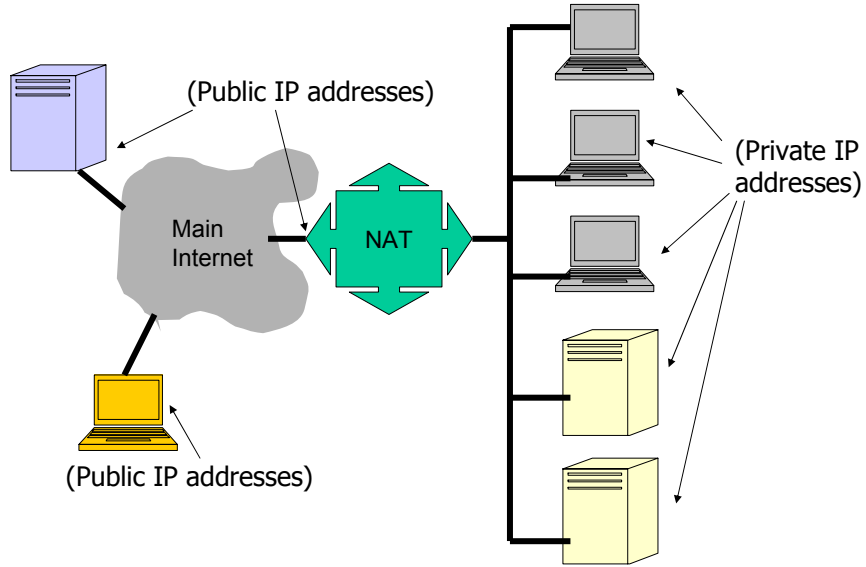 (Public IP addresses)
(Private IP
addresses)
Main
Internet
NAT
(Public IP addresses)